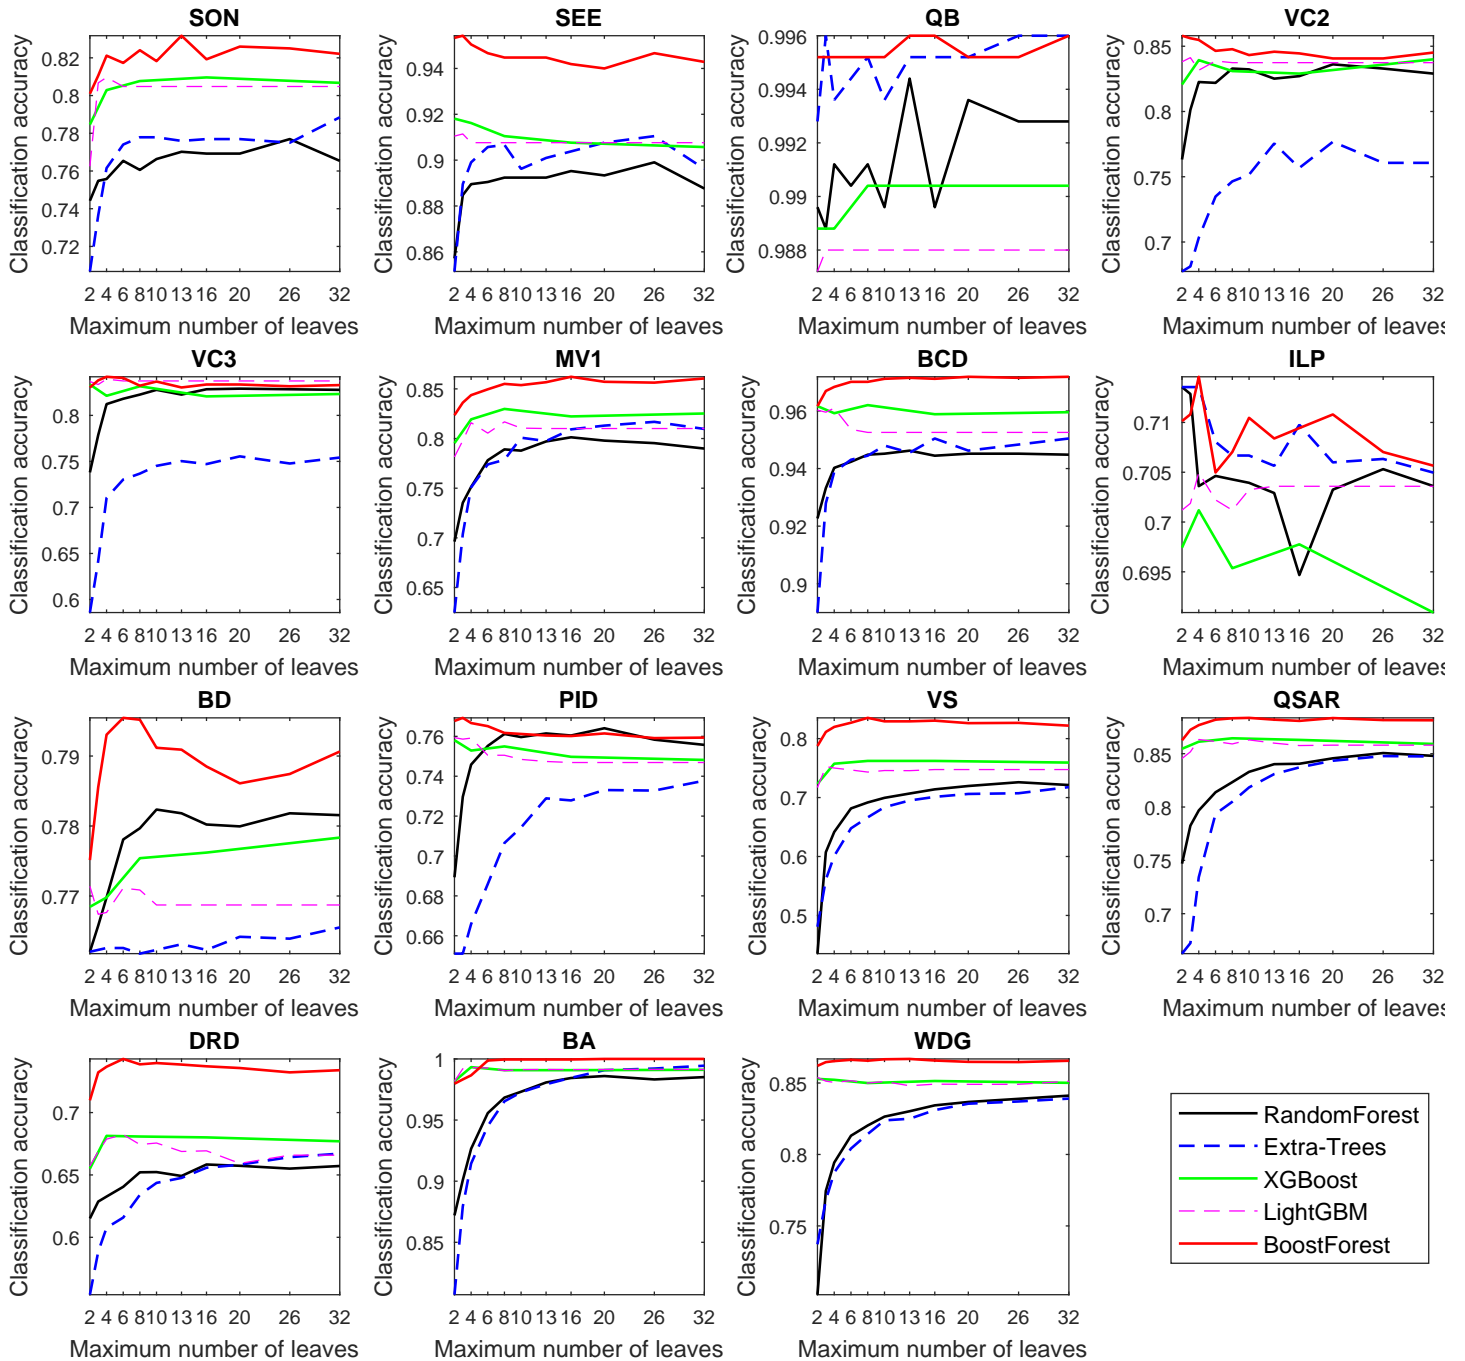 SON
Classification accuracy
0.82
0.8
0.78
0.76
0.74
0.72
2 4 6 8 10 13 16 20 26 32
Maximum number of leaves
SEE
Classification accuracy
0.94
0.92
0.9
0.88
0.86
2 4 6 8 10 13 16 20 26 32
Maximum number of leaves
QB
Classification accuracy
0.996
0.994
0.992
0.99
0.988
2 4 6 8 10 13 16 20 26 32
Maximum number of leaves
VC2
Classification accuracy
0.85
0.8
0.75
0.7
2 4 6 8 10 13 16 20 26 32
Maximum number of leaves
VC3
Classification accuracy
0.8
0.75
0.7
0.65
0.6
2 4 6 8 10 13 16 20 26 32
Maximum number of leaves
MV1
Classification accuracy
0.85
0.8
0.75
0.7
0.65
2 4 6 8 10 13 16 20 26 32
Maximum number of leaves
BCD
Classification accuracy
0.96
0.94
0.92
0.9
2 4 6 8 10 13 16 20 26 32
Maximum number of leaves
ILP
Classification accuracy
0.71
0.705
0.7
0.695
2 4 6 8 10 13 16 20 26 32
Maximum number of leaves
BD
Classification accuracy
0.79
0.78
0.77
2 4 6 8 10 13 16 20 26 32
Maximum number of leaves
PID
Classification accuracy
0.76
0.74
0.72
0.7
0.68
0.66
2 4 6 8 10 13 16 20 26 32
Maximum number of leaves
VS
Classification accuracy
0.8
0.7
0.6
0.5
2 4 6 8 10 13 16 20 26 32
Maximum number of leaves
QSAR
Classification accuracy
0.85
0.8
0.75
0.7
2 4 6 8 10 13 16 20 26 32
Maximum number of leaves
DRD
Classification accuracy
0.7
0.65
0.6
2 4 6 8 10 13 16 20 26 32
Maximum number of leaves
BA
Classification accuracy
1
0.95
0.9
0.85
2 4 6 8 10 13 16 20 26 32
Maximum number of leaves
WDG
Classification accuracy
0.85
0.8
0.75
2 4 6 8 10 13 16 20 26 32
Maximum number of leaves
RandomForest
Extra-Trees
XGBoost
LightGBM
BoostForest